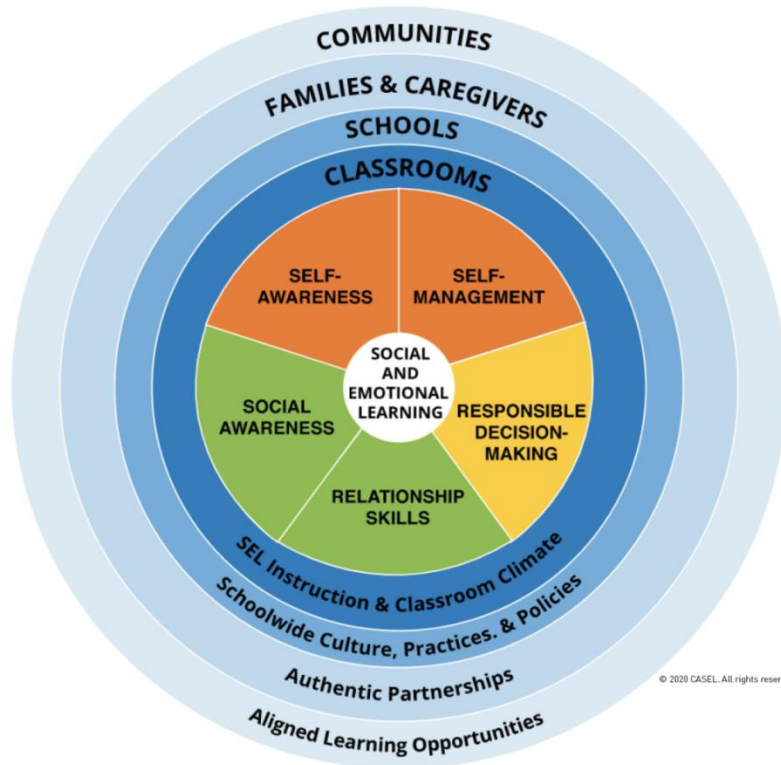 COMMUNITIES
FAMILIES & CAREGIVERS
SCHOOLS
CLASSROOMS
SELF-
AWARENESS
SELF-
MANAGEMENT
SOCIAL
AND
EMOTIONAL
LEARNING
SOCIAL
AWARENESS
RESPONSIBLE
DECISION-
MAKING
RELATIONSHIP
SKILLS
SEL Instruction & Classroom Climate
Schoolwide Culture, Practices. & Policies
Authentic Partnerships
Aligned Learning Opportunities
© 2020 CASEL. All rights reser